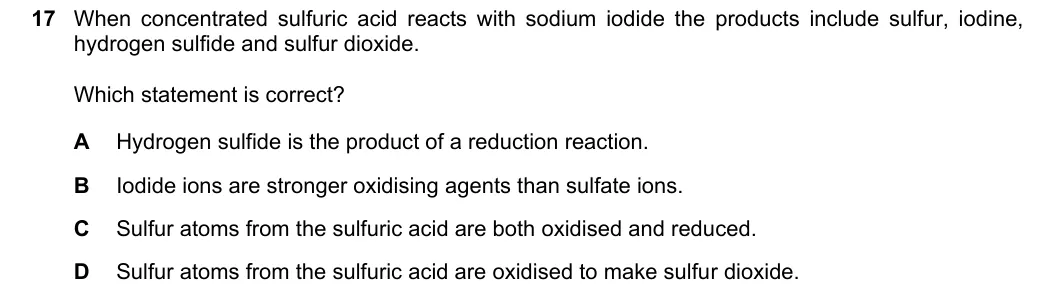 17 When concentrated sulfuric acid reacts with sodium iodide the products include sulfur, iodine,
hydrogen sulfide and sulfur dioxide.
Which statement is correct?
A Hydrogen sulfide is the product of a reduction reaction.
B Iodide ions are stronger oxidising agents than sulfate ions.
C Sulfur atoms from the sulfuric acid are both oxidised and reduced.
D Sulfur atoms from the sulfuric acid are oxidised to make sulfur dioxide.